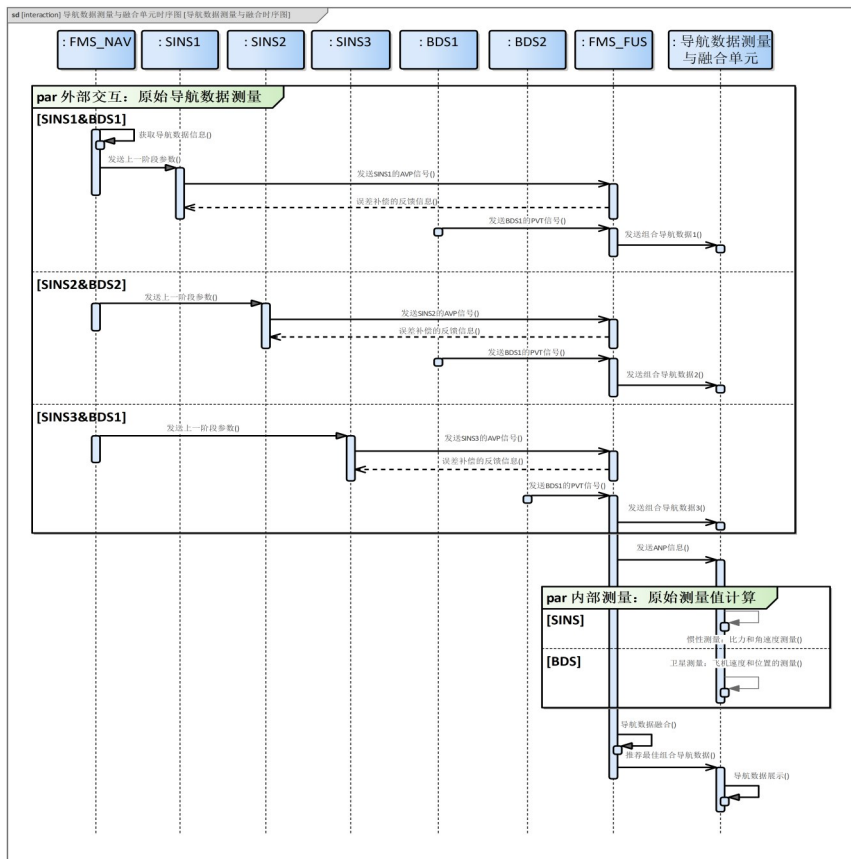 sd [interaction] 导航数据测量与融合单元时序图 [导航数据测量与融合时序图]
: FMS_NAV
: SINS1
: SINS2
: SINS3
: BDS1
: BDS2
: FMS_FUS
: 导航数据测量
与融合单元
par 外部交互：原始导航数据测量
[SINS1&BDS1]
获取导航数据信息()
发送上一阶段参数()
发送SINS1的AVP信号()
误差补偿的反馈信息()
发送BDS1的PVT信号()
发送组合导航数据1()
[SINS2&BDS2]
发送上一阶段参数()
发送SINS2的AVP信号()
误差补偿的反馈信息()
发送BDS1的PVT信号()
发送组合导航数据2()
[SINS3&BDS1]
发送上一阶段参数()
发送SINS3的AVP信号()
误差补偿的反馈信息()
发送BDS1的PVT信号()
发送组合导航数据3()
发送ANP信息()
par 内部测量：原始测量值计算
[SINS]
惯性测量：比力和角速度测量()
[BDS]
卫星测量：飞机速度和位置的测量()
导航数据融合()
推荐最佳组合导航数据()
导航数据展示()